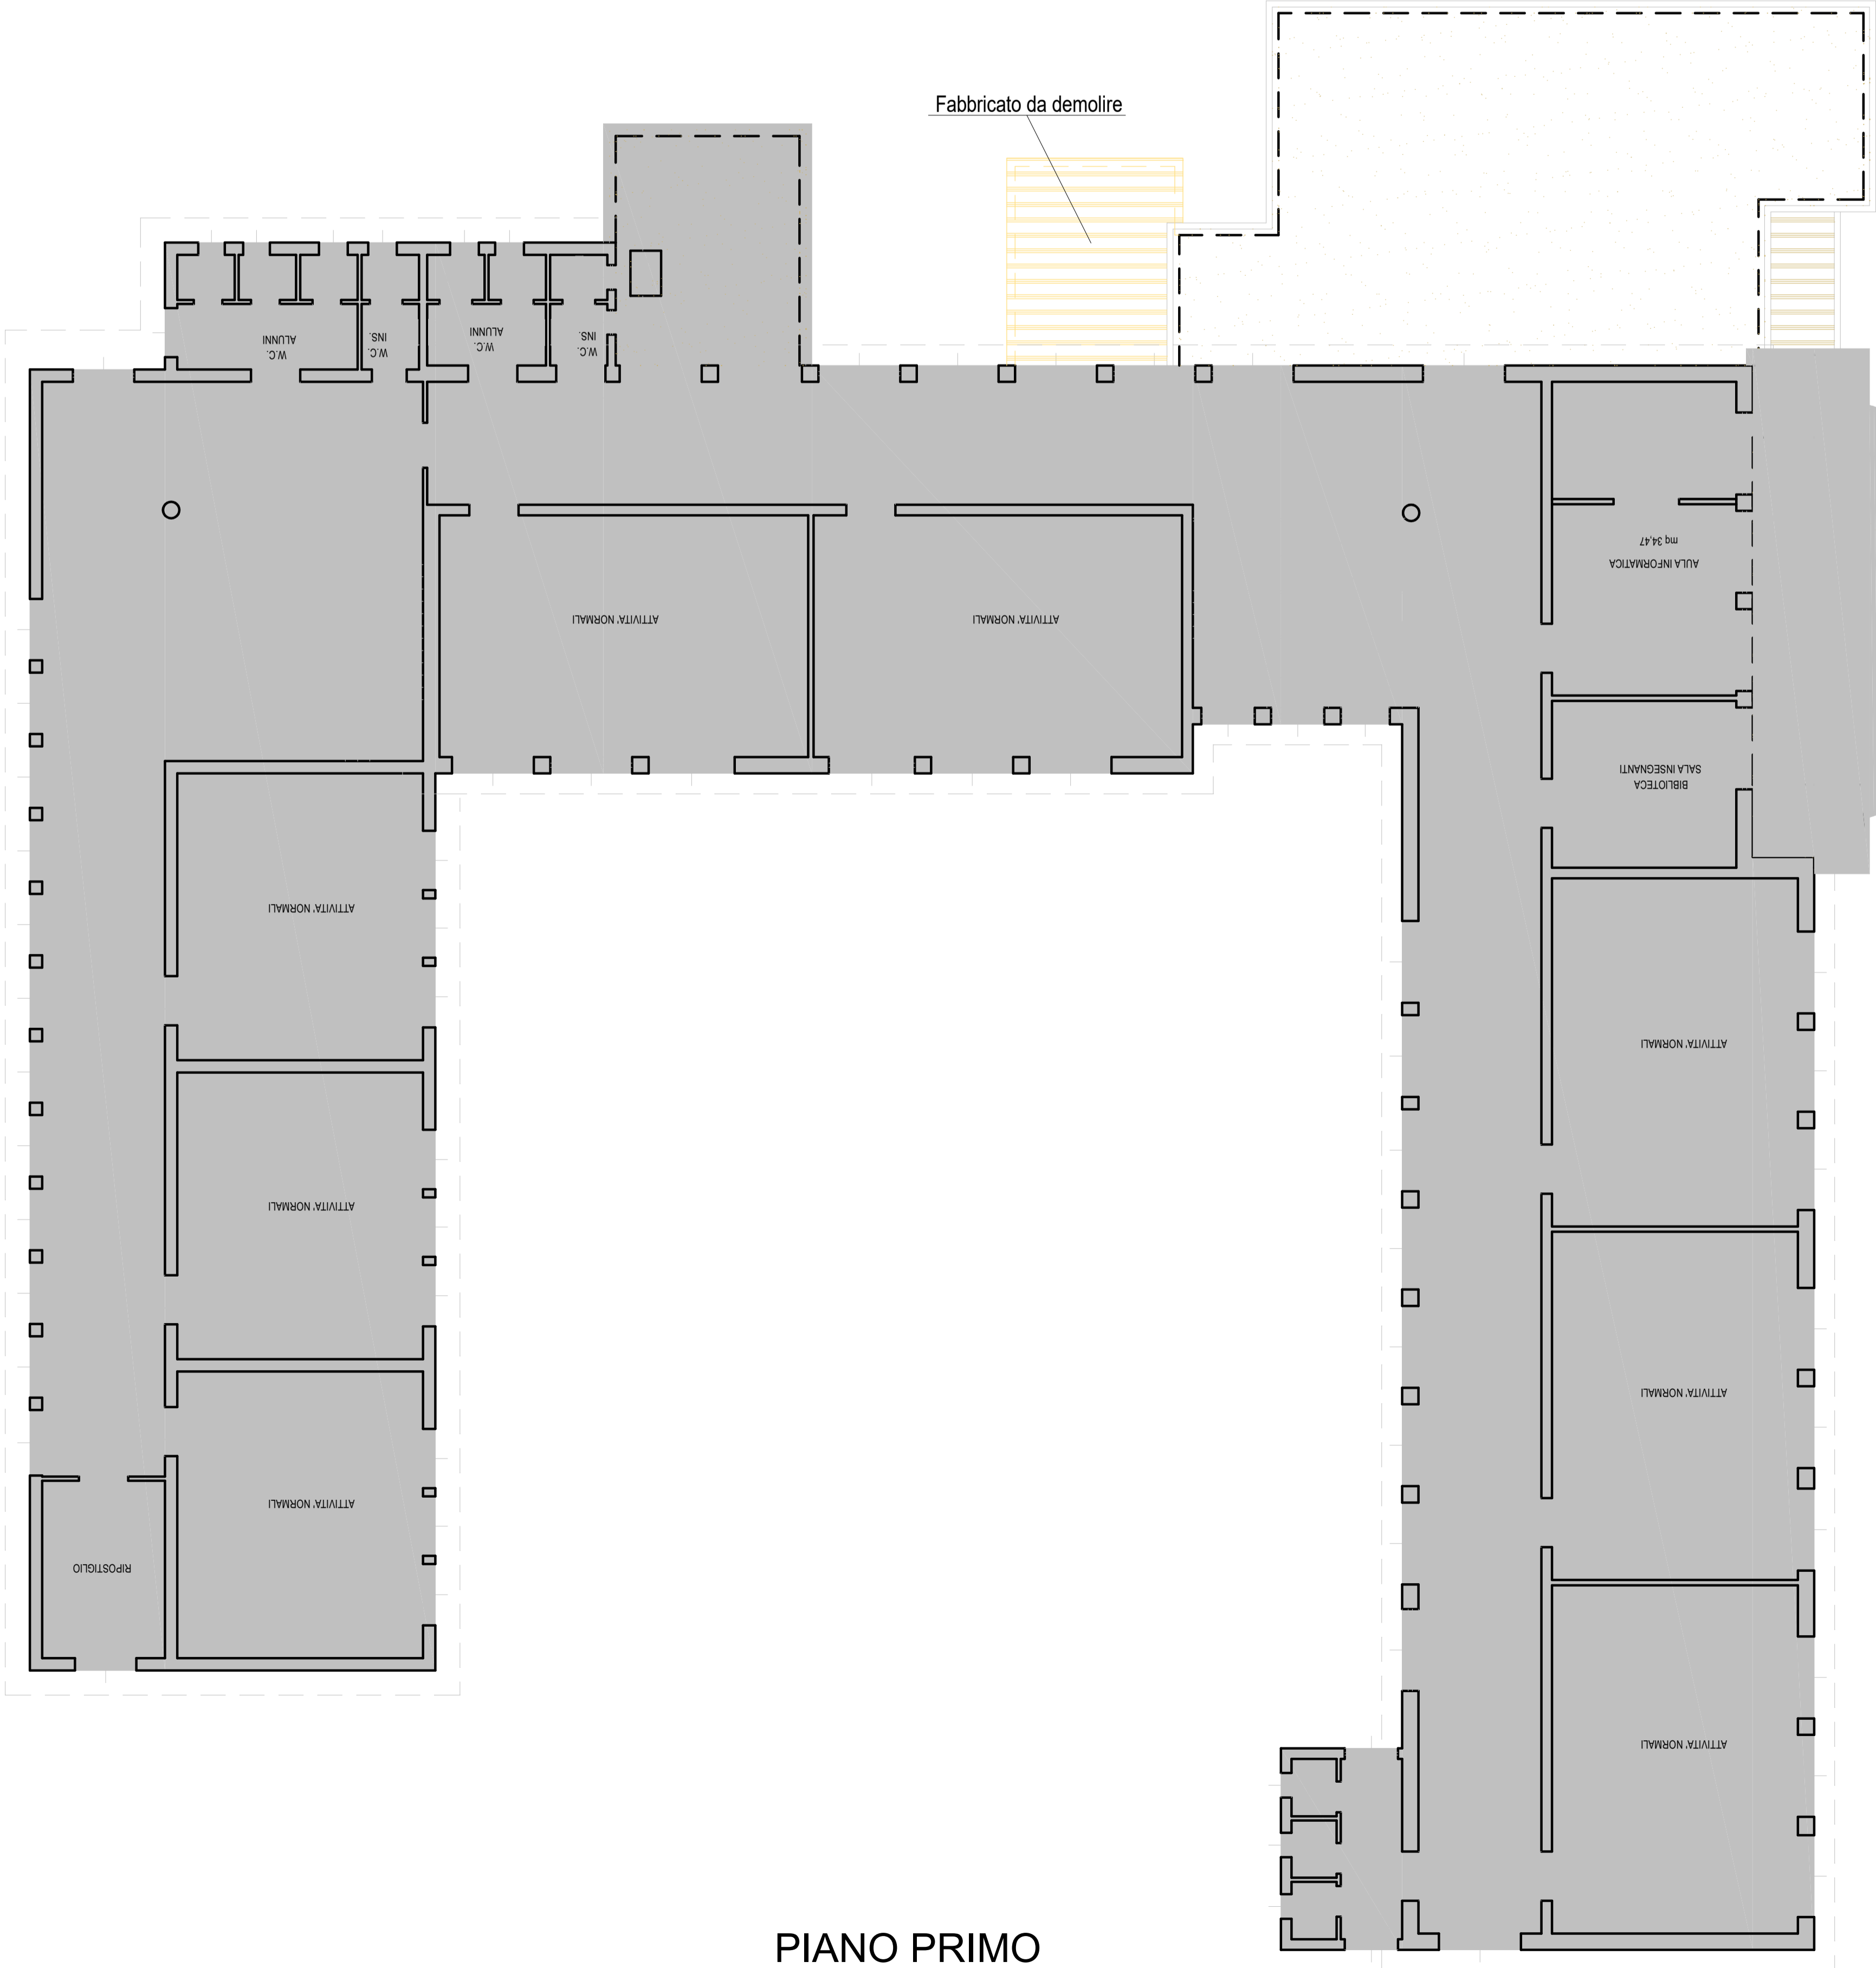 Fabbricato da demolire
W.C.
ALUNNI
W.C.
INS.
W.C.
ALUNNI
W.C.
INS.
AULA INFORMATICA
mq 34,47
ATTIVITA' NORMALI
ATTIVITA' NORMALI
BIBLIOTECA
SALA INSEGNANTI
ATTIVITA' NORMALI
ATTIVITA' NORMALI
ATTIVITA' NORMALI
ATTIVITA' NORMALI
ATTIVITA' NORMALI
RIPOSTIGLIO
ATTIVITA' NORMALI
PIANO PRIMO